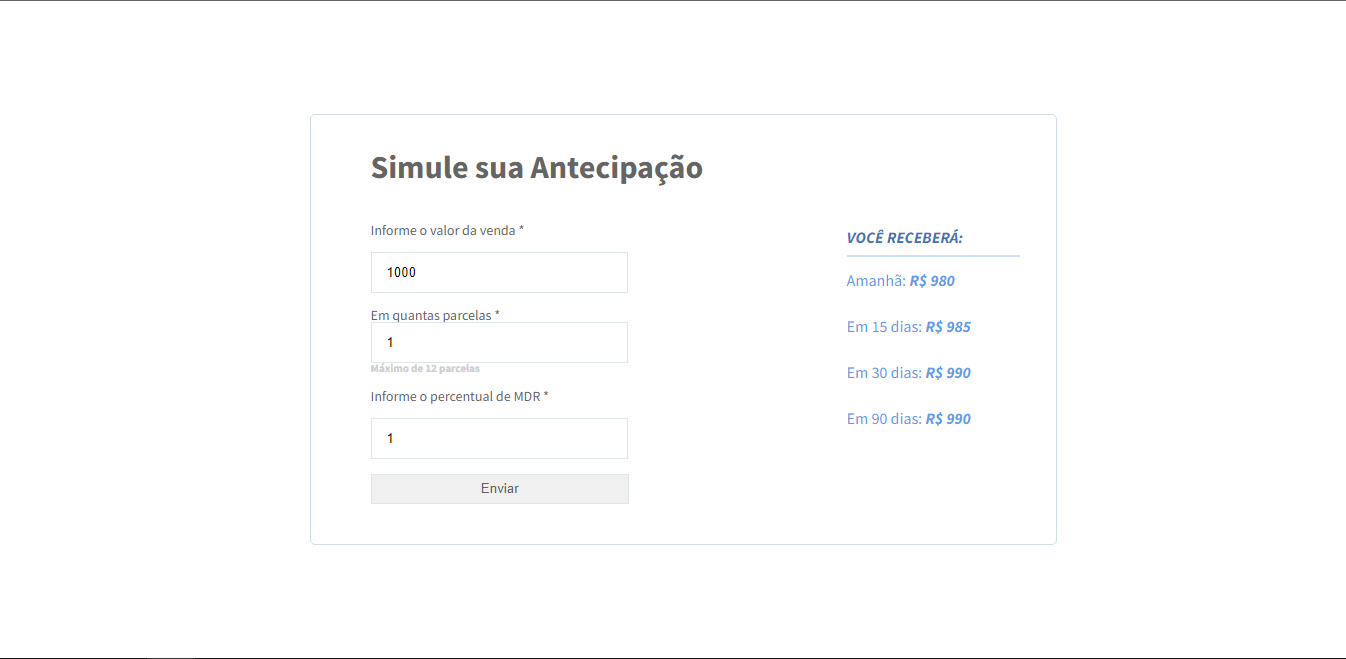 Simule sua Antecipação
Informe o valor da venda *
1000
Em quantas parcelas *
1
Máximo de 12 parcelas
Informe o percentual de MDR *
1
Enviar
VOCÊ RECEBERÁ:
Amanhã: R$ 980
Em 15 dias: R$ 985
Em 30 dias: R$ 990
Em 90 dias: R$ 990